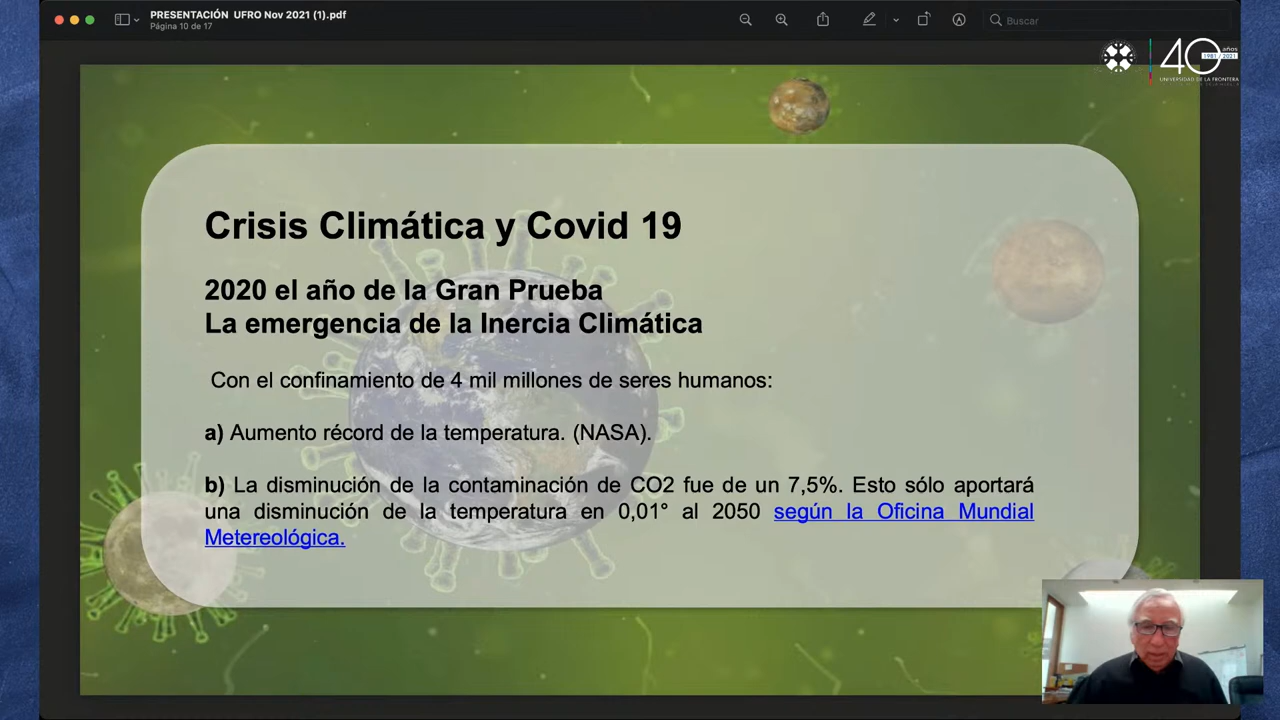 PRESENTACIÓN UFRO Nov 2021 (1).pdf
Página 10 de 17
Buscar
40 años
1981 / 2021
UNIVERSIDAD DE LA FRONTERA
Crisis Climática y Covid 19
2020 el año de la Gran Prueba
La emergencia de la Inercia Climática
Con el confinamiento de 4 mil millones de seres humanos:
a) Aumento récord de la temperatura. (NASA).
b) La disminución de la contaminación de CO2 fue de un 7,5%. Esto sólo aportará
una disminución de la temperatura en 0,01° al 2050 según la Oficina Mundial
Metereológica.